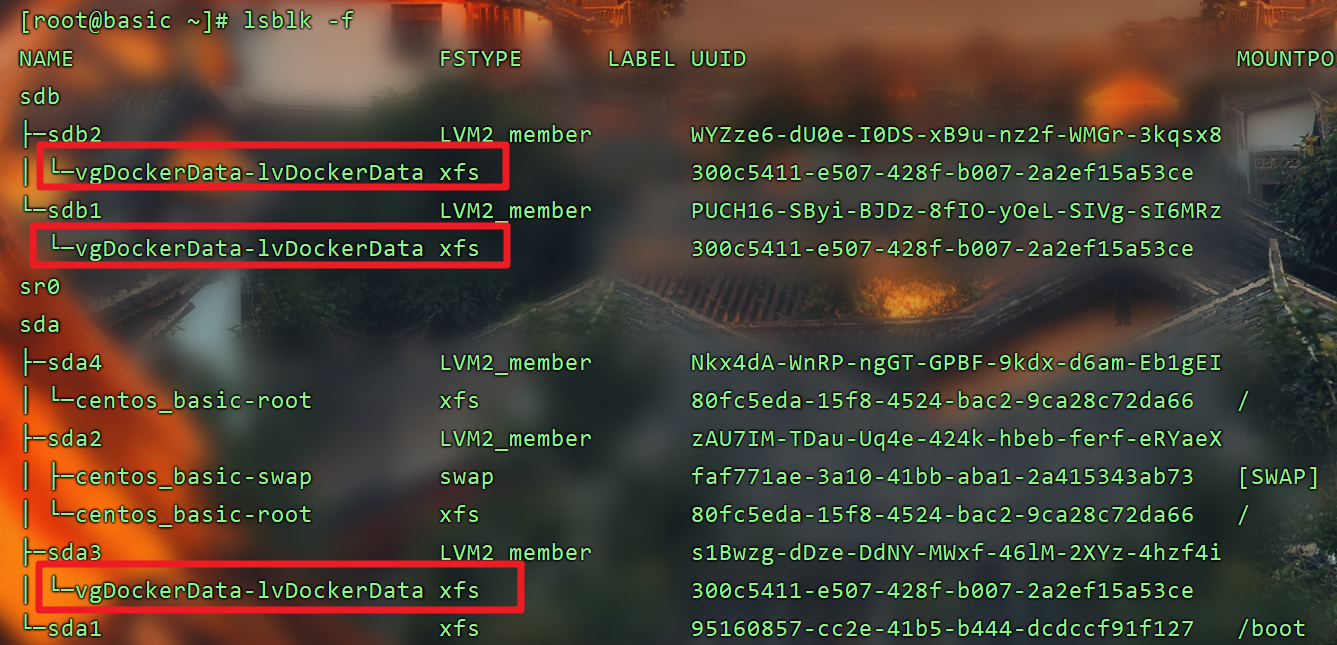 [root@basic ~]# lsblk -f
NAME FSTYPE LABEL UUID MOUNTPO
sdb
├─sdb2 LVM2_member WYZze6-dU0e-I0DS-xB9u-nz2f-WMGr-3kqsx8
│ └─vgDockerData-lvDockerData xfs 300c5411-e507-428f-b007-2a2ef15a53ce
└─sdb1 LVM2_member PUCH16-SByi-BJDz-8fIO-yOeL-SIVg-sI6MRz
└─vgDockerData-lvDockerData xfs 300c5411-e507-428f-b007-2a2ef15a53ce
sr0
sda
├─sda4 LVM2_member Nkx4dA-WnRP-ngGT-GPBF-9kdx-d6am-Eb1gEI
│ └─centos_basic-root xfs 80fc5eda-15f8-4524-bac2-9ca28c72da66 /
├─sda2 LVM2_member zAU7IM-TDau-Uq4e-424k-hbeb-ferf-eRYaeX
│ ├─centos_basic-swap swap faf771ae-3a10-41bb-aba1-2a415343ab73 [SWAP]
│ └─centos_basic-root xfs 80fc5eda-15f8-4524-bac2-9ca28c72da66 /
├─sda3 LVM2_member s1Bwzg-dDze-DdNY-MWxf-46lM-2XYz-4hzf4i
│ └─vgDockerData-lvDockerData xfs 300c5411-e507-428f-b007-2a2ef15a53ce
└─sda1 xfs 95160857-cc2e-41b5-b444-dcdccf91f127 /boot